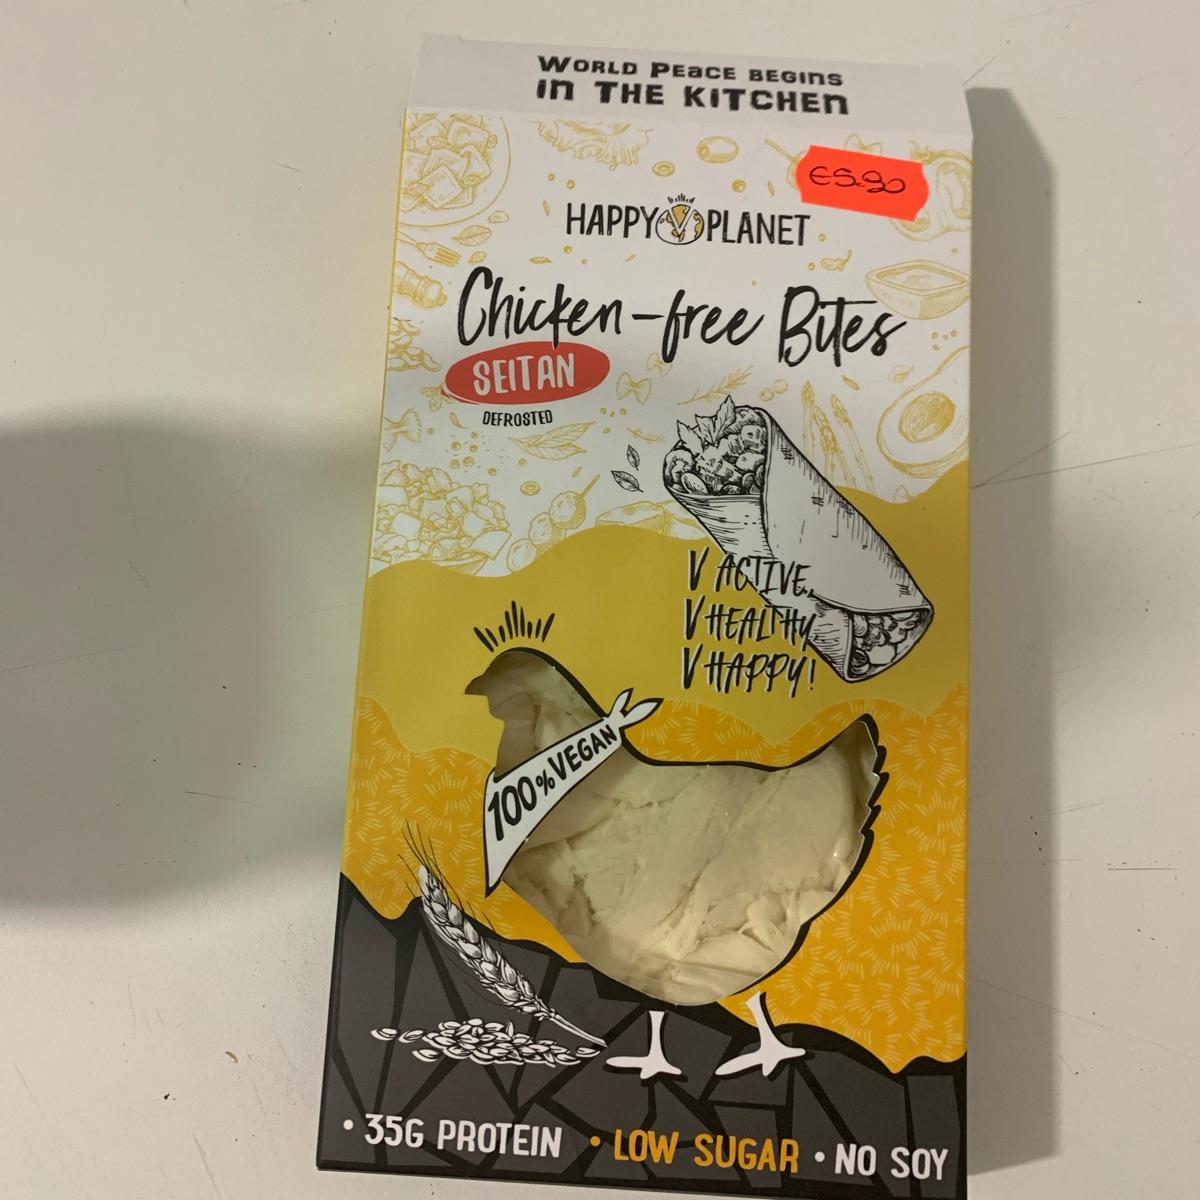 WORLD PEACE BEGINS
IN THE KITCHEN
€5.90
HAPPY PLANET
Chicken-free Bites
SEITAN
DEFROSTED
V ACTIVE,
V HEALTHY
V HAPPY!
100% VEGAN
• 35G PROTEIN • LOW SUGAR • NO SOY